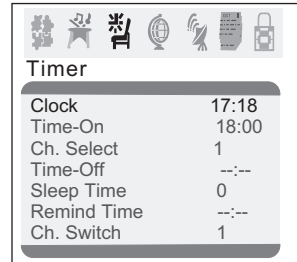 Timer
Clock 17:18
Time-On 18:00
Ch. Select 1
Time-Off --:--
Sleep Time 0
Remind Time --:--
Ch. Switch 1